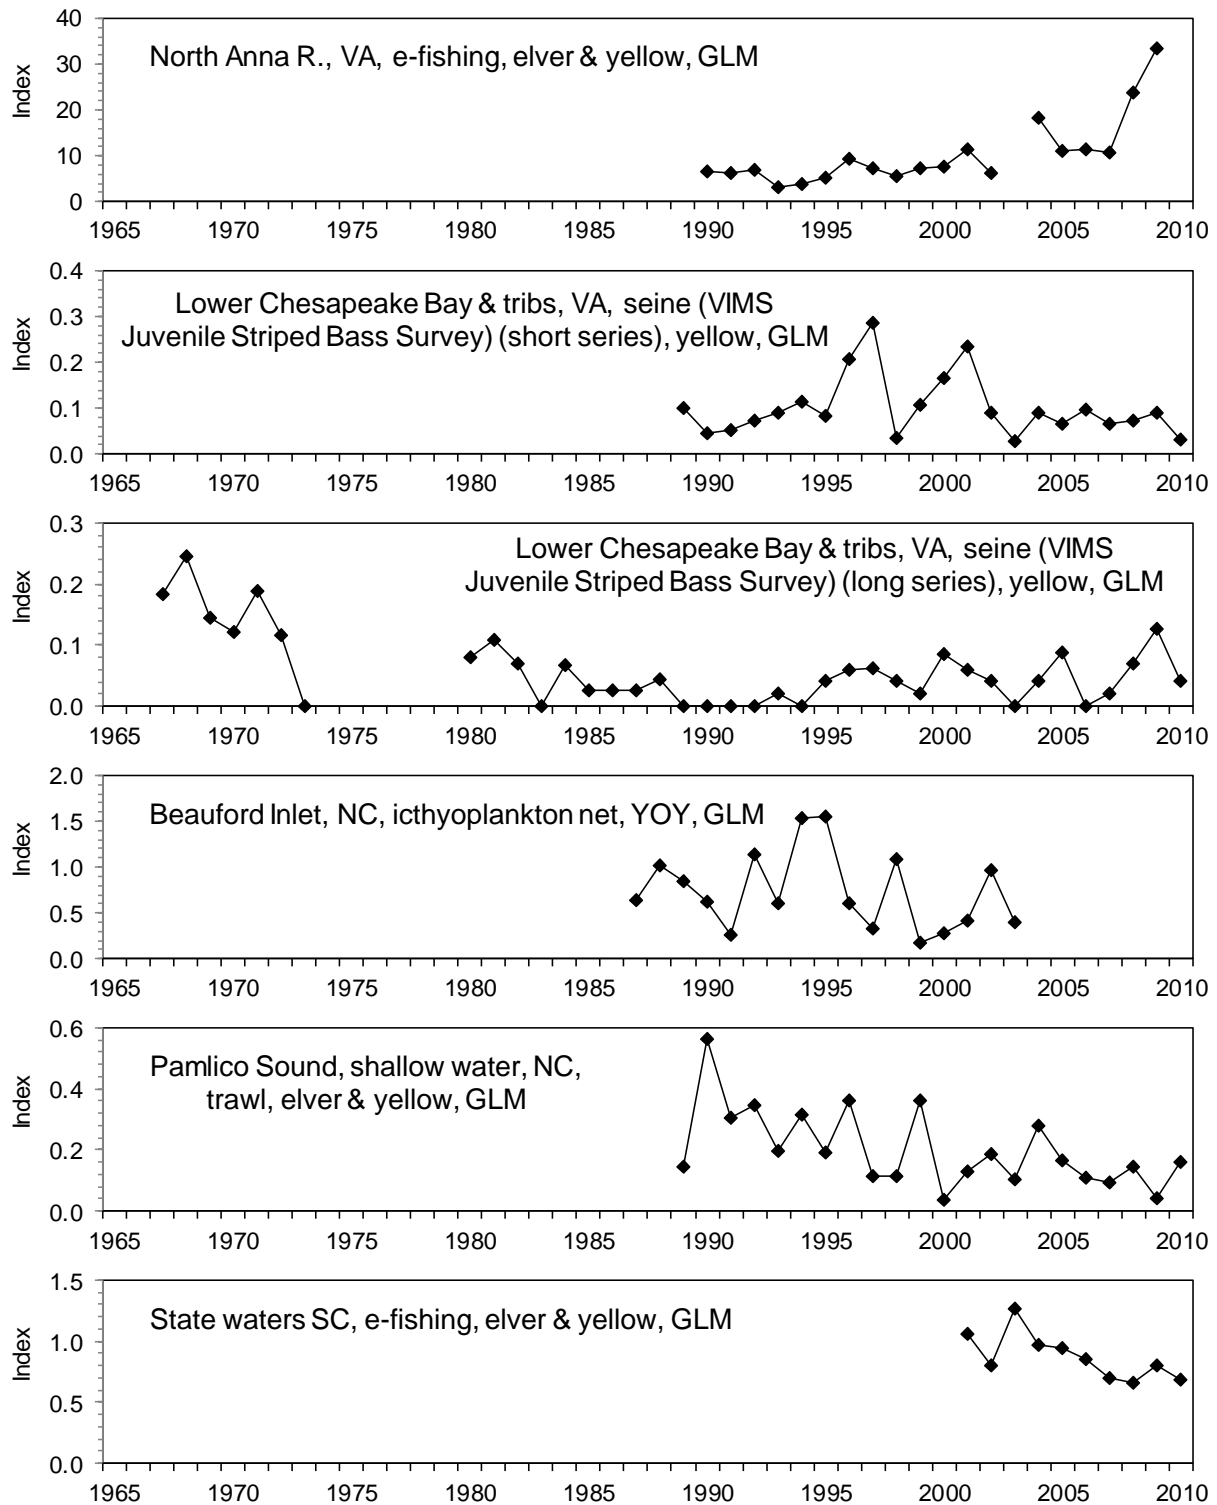 40
North Anna R., VA, e-fishing, elver & yellow, GLM
30
Index
20
10
0
1965 1970 1975 1980 1985 1990 1995 2000 2005 2010
0.4
Lower Chesapeake Bay & tribs, VA, seine (VIMS
0.3
Juvenile Striped Bass Survey) (short series), yellow, GLM
Index
0.2
0.1
0.0
1965 1970 1975 1980 1985 1990 1995 2000 2005 2010
0.3
Lower Chesapeake Bay & tribs, VA, seine (VIMS
Juvenile Striped Bass Survey) (long series), yellow, GLM
0.2
Index
0.1
0.0
1965 1970 1975 1980 1985 1990 1995 2000 2005 2010
2.0
Beauford Inlet, NC, icthyoplankton net, YOY, GLM
1.5
Index
1.0
0.5
0.0
1965 1970 1975 1980 1985 1990 1995 2000 2005 2010
0.6
Pamlico Sound, shallow water, NC,
trawl, elver & yellow, GLM
0.4
Index
0.2
0.0
1965 1970 1975 1980 1985 1990 1995 2000 2005 2010
1.5
State waters SC, e-fishing, elver & yellow, GLM
1.0
Index
0.5
0.0
1965 1970 1975 1980 1985 1990 1995 2000 2005 2010